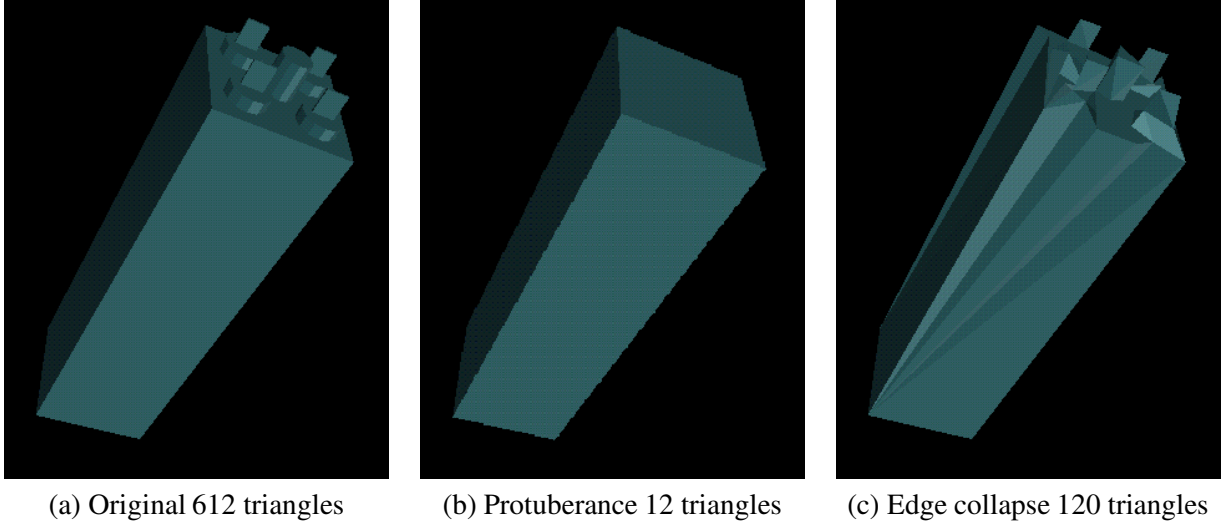 (a) Original 612 triangles
(b) Protuberance 12 triangles
(c) Edge collapse 120 triangles